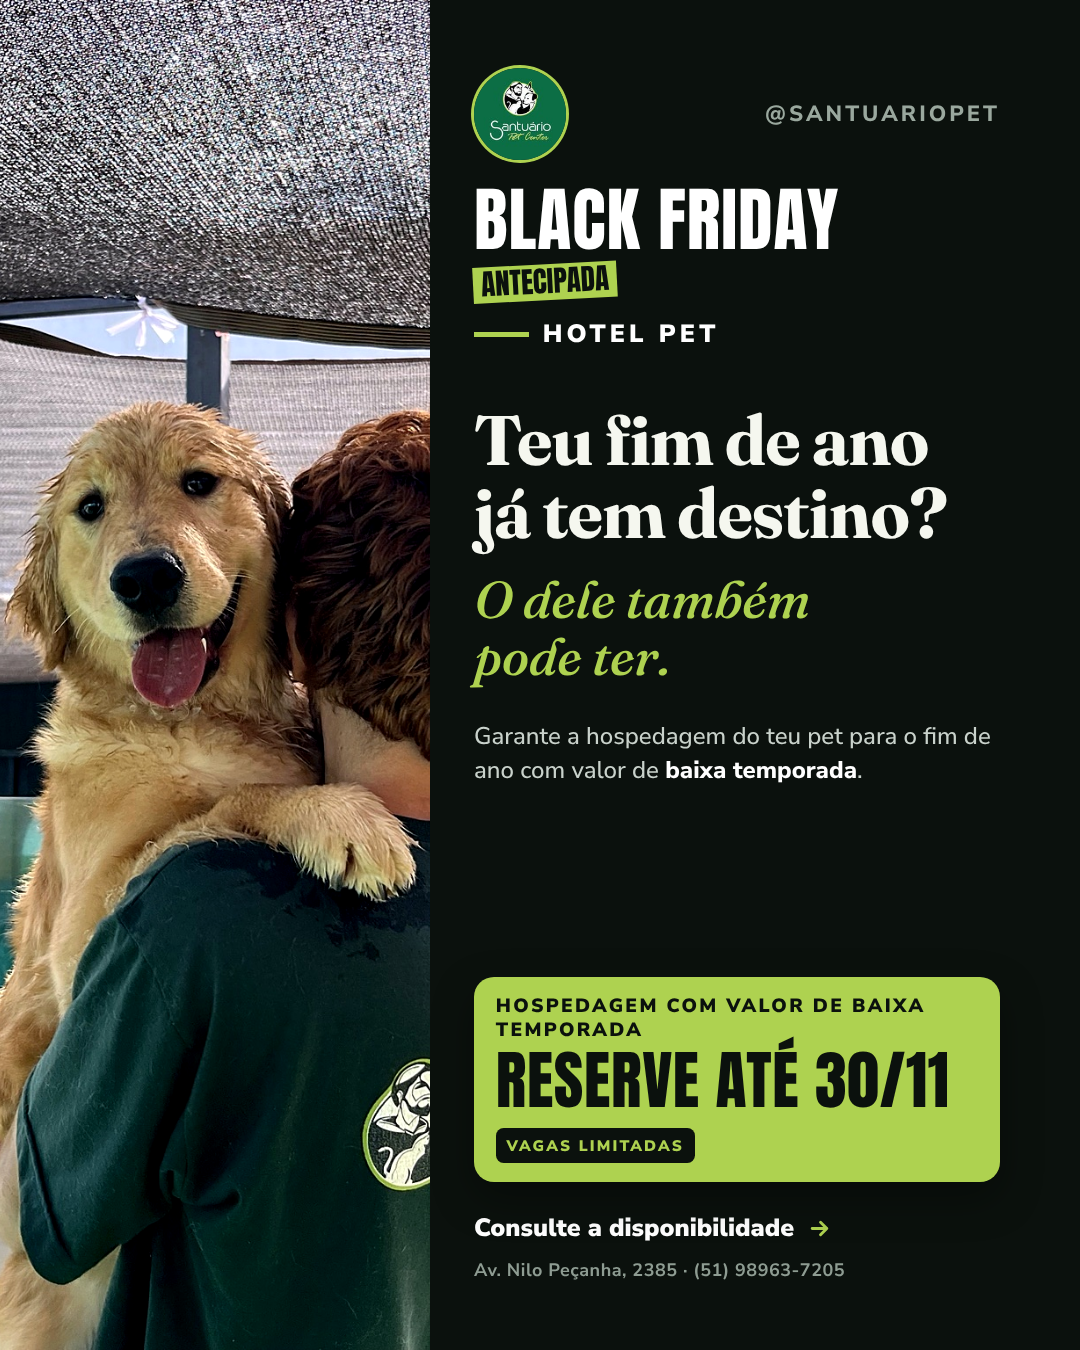 Santuário
Pet Center
@SANTUARIOPET
BLACK FRIDAY
ANTECIPADA
HOTEL PET
Teu fim de ano
já tem destino?
O dele também
pode ter.
Garante a hospedagem do teu pet para o fim de
ano com valor de baixa temporada.
HOSPEDAGEM COM VALOR DE BAIXA
TEMPORADA
RESERVE ATÉ 30/11
VAGAS LIMITADAS
Consulte a disponibilidade →
Av. Nilo Peçanha, 2385 · (51) 98963-7205